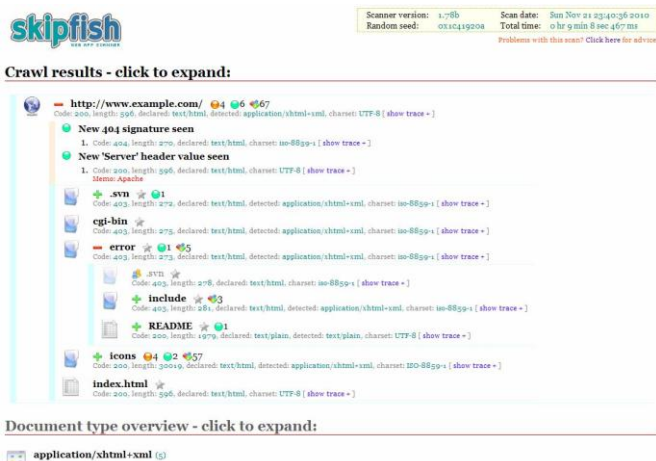 skipfish
WEB APP SCANNER
Scanner version: 1.78b Scan date: Sun Nov 21 23:40:36 2010
Random seed: 0x1c41920a Total time: 0 hr 9 min 8 sec 467 ms
Problems with this scan? Click here for advice
Crawl results - click to expand:
http://www.example.com/ 4 6 67
Code: 200, length: 596, declared: text/html, detected: application/xhtml+xml, charset: UTF-8 [ show trace + ]
New 404 signature seen
1. Code: 404, length: 270, declared: text/html, charset: iso-8859-1 [ show trace + ]
New 'Server' header value seen
1. Code: 200, length: 596, declared: text/html, charset: UTF-8 [ show trace + ]
Memo: Apache
.svn 1
Code: 403, length: 272, declared: text/html, detected: application/xhtml+xml, charset: iso-8859-1 [ show trace + ]
cgi-bin
Code: 403, length: 275, declared: text/html, detected: application/xhtml+xml, charset: iso-8859-1 [ show trace + ]
error 1 5
Code: 403, length: 273, declared: text/html, detected: application/xhtml+xml, charset: iso-8859-1 [ show trace + ]
.svn
Code: 403, length: 278, declared: text/html, charset: iso-8859-1 [ show trace + ]
include 3
Code: 403, length: 281, declared: text/html, detected: application/xhtml+xml, charset: iso-8859-1 [ show trace + ]
README 1
Code: 200, length: 1979, declared: text/plain, detected: text/plain, charset: UTF-8 [ show trace + ]
icons 4 2 57
Code: 200, length: 30019, declared: text/html, detected: application/xhtml+xml, charset: ISO-8859-1 [ show trace + ]
index.html
Code: 200, length: 596, declared: text/html, charset: UTF-8 [ show trace + ]
Document type overview - click to expand:
application/xhtml+xml (5)